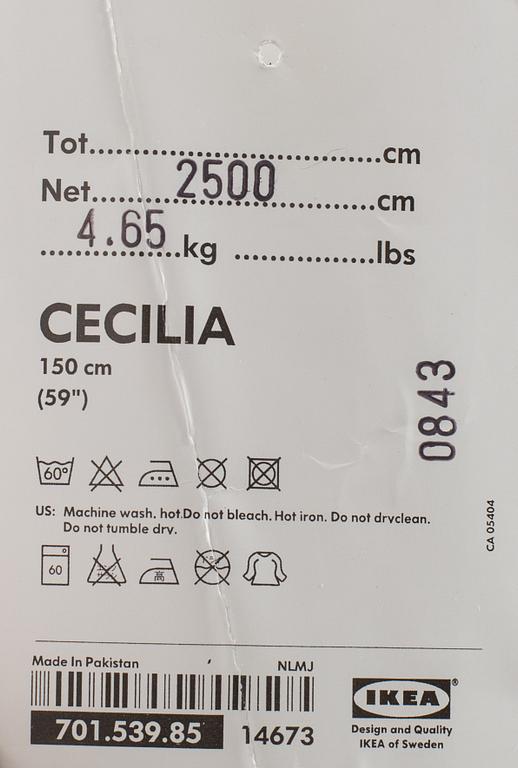 Tot..............................................cm
2500
Net.............................................cm
4.65
......................kg ......................lbs
CECILIA
150 cm
(59")
0843
60°
US: Machine wash. hot.Do not bleach. Hot iron. Do not dryclean.
Do not tumble dry.
60 高
CA 05404
Made In Pakistan NLMJ
701.539.85 14673
IKEA®
Design and Quality
IKEA of Sweden